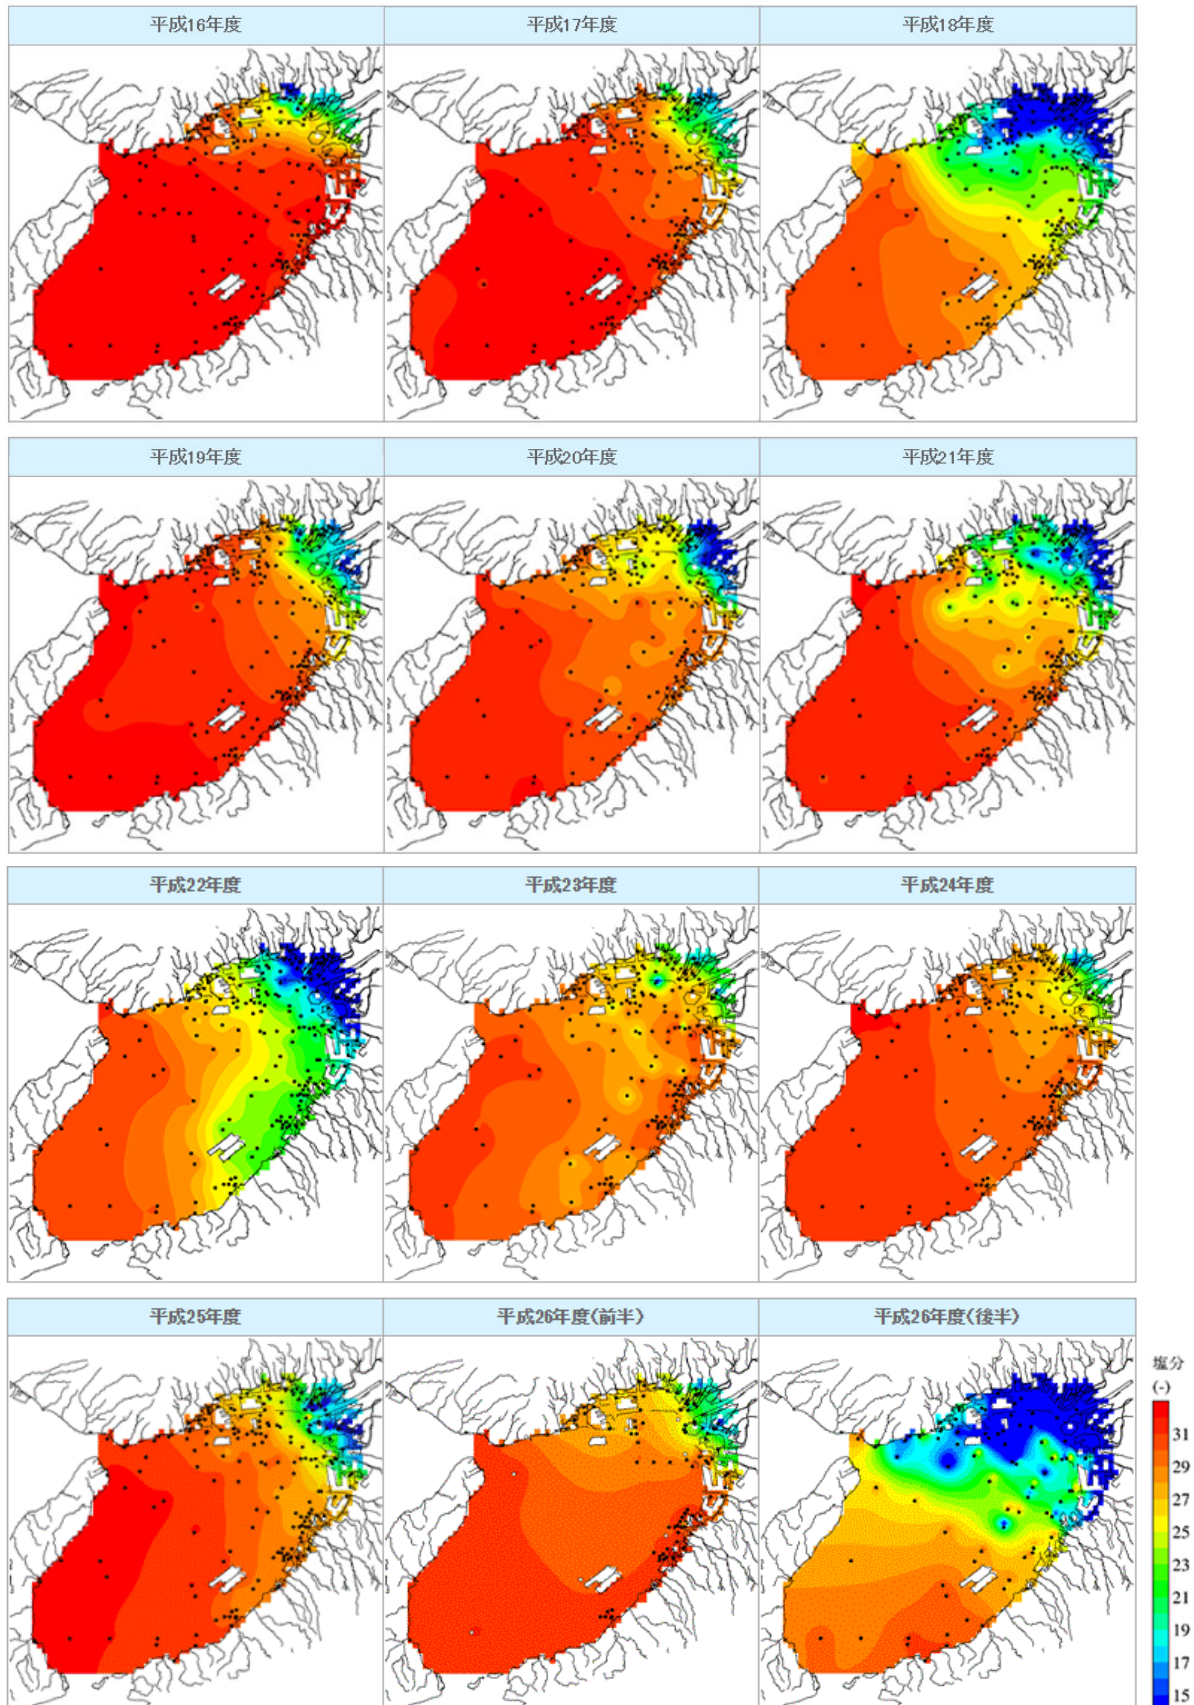 平成16年度
平成17年度
平成18年度
平成19年度
平成20年度
平成21年度
平成22年度
平成23年度
平成24年度
平成25年度
平成26年度(前半)
平成26年度(後半)
塩分
(-)
31
29
27
25
23
21
19
17
15